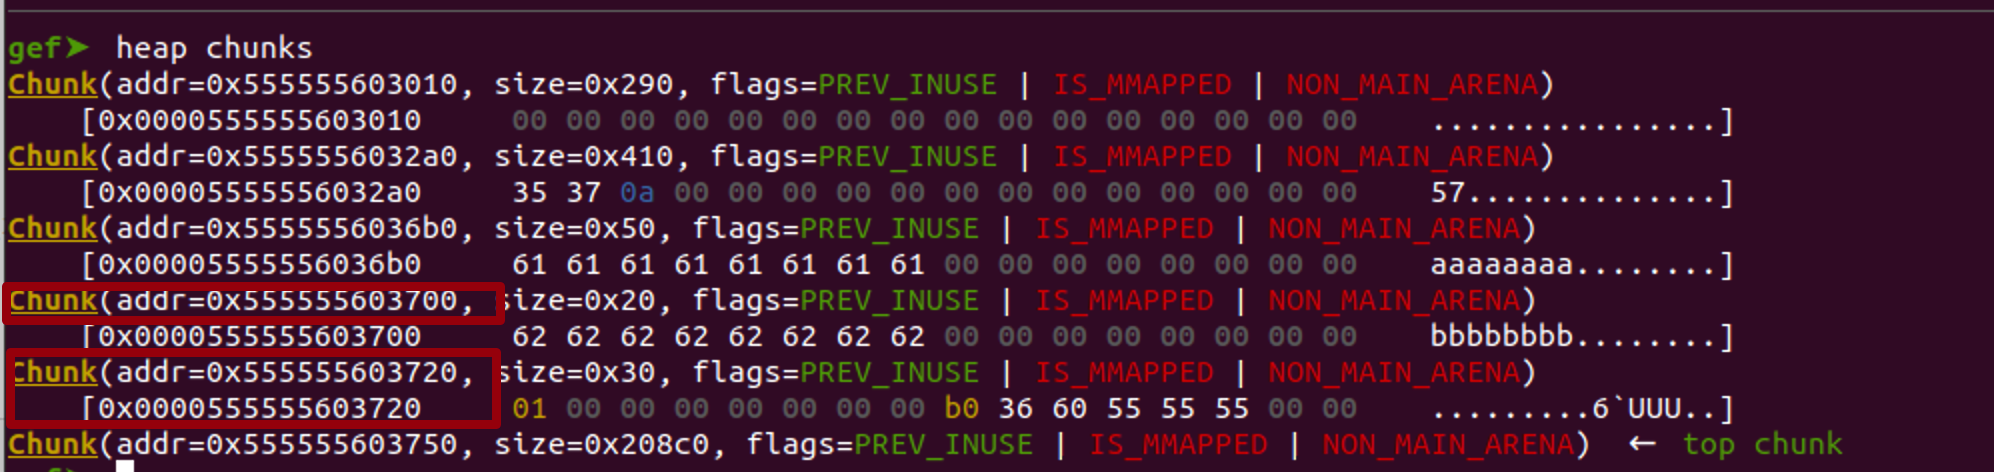 gef➤ heap chunks
Chunk(addr=0x555555603010, size=0x290, flags=PREV_INUSE | IS_MMAPPED | NON_MAIN_ARENA)
[0x0000555555603010 00 00 00 00 00 00 00 00 00 00 00 00 00 00 00 00 ................]
Chunk(addr=0x5555556032a0, size=0x410, flags=PREV_INUSE | IS_MMAPPED | NON_MAIN_ARENA)
[0x00005555556032a0 35 37 0a 00 00 00 00 00 00 00 00 00 00 00 00 00 57..............]
Chunk(addr=0x5555556036b0, size=0x50, flags=PREV_INUSE | IS_MMAPPED | NON_MAIN_ARENA)
[0x00005555556036b0 61 61 61 61 61 61 61 61 00 00 00 00 00 00 00 00 aaaaaaaa........]
Chunk(addr=0x555555603700, size=0x20, flags=PREV_INUSE | IS_MMAPPED | NON_MAIN_ARENA)
[0x0000555555603700 62 62 62 62 62 62 62 62 00 00 00 00 00 00 00 00 bbbbbbbb........]
Chunk(addr=0x555555603720, size=0x30, flags=PREV_INUSE | IS_MMAPPED | NON_MAIN_ARENA)
[0x0000555555603720 01 00 00 00 00 00 00 00 b0 36 60 55 55 55 00 00 .........6`UUU..]
Chunk(addr=0x555555603750, size=0x208c0, flags=PREV_INUSE | IS_MMAPPED | NON_MAIN_ARENA) ← top chunk